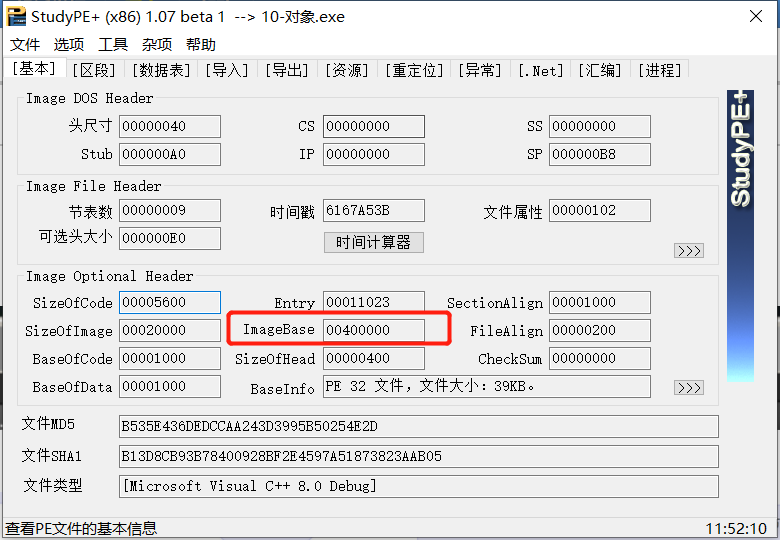 StudyPE+ (x86) 1.07 beta 1 --> 10-对象.exe
文件 选项 工具 杂项 帮助
[基本] [区段] [数据表] [导入] [导出] [资源] [重定位] [异常] [.Net] [汇编] [进程]
Image DOS Header
头尺寸 00000040 CS 00000000 SS 00000000
Stub 000000A0 IP 00000000 SP 000000B8
Image File Header
节表数 00000009 时间戳 6167A53B 文件属性 00000102
可选头大小 000000E0 时间计算器 >>>
Image Optional Header
SizeOfCode 00005600 Entry 00011023 SectionAlign 00001000
SizeOfImage 00020000 ImageBase 00400000 FileAlign 00000200
BaseOfCode 00001000 SizeOfHead 00000400 CheckSum 00000000
BaseOfData 00001000 BaseInfo PE 32 文件，文件大小：39KB。 >>>
文件MD5 B535E436DEDCCAA243D3995B50254E2D
文件SHA1 B13D8CB93B78400928BF2E4597A51873823AAB05
文件类型 [Microsoft Visual C++ 8.0 Debug]
StudyPE+
查看PE文件的基本信息 11:52:10